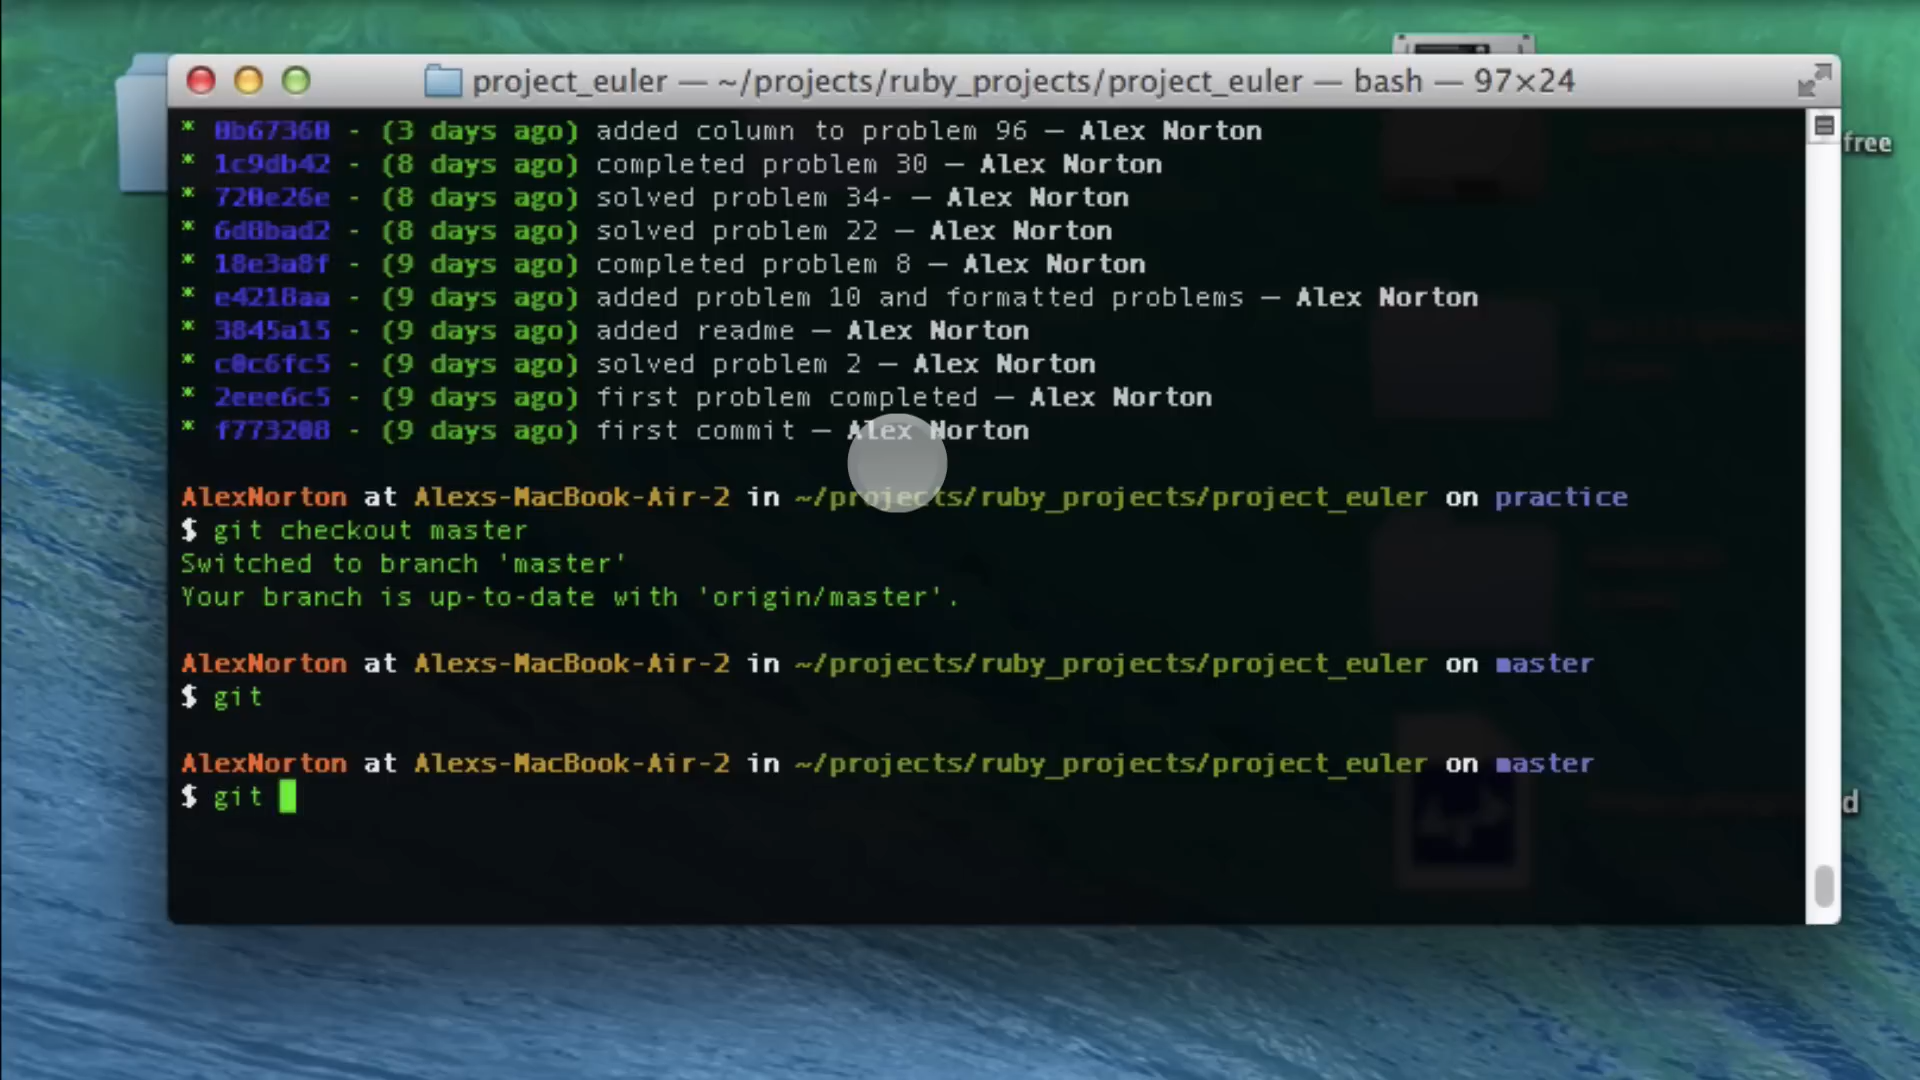 project_euler — ~/projects/ruby_projects/project_euler — bash — 97×24
* 0b67360 - (3 days ago) added column to problem 96 — Alex Norton
* 1c9db42 - (8 days ago) completed problem 30 — Alex Norton
* 720e26e - (8 days ago) solved problem 34- — Alex Norton
* 6d8bad2 - (8 days ago) solved problem 22 — Alex Norton
* 18e3a8f - (9 days ago) completed problem 8 — Alex Norton
* e4218aa - (9 days ago) added problem 10 and formatted problems — Alex Norton
* 3845a15 - (9 days ago) added readme — Alex Norton
* c0c6fc5 - (9 days ago) solved problem 2 — Alex Norton
* 2eee6c5 - (9 days ago) first problem completed — Alex Norton
* f773208 - (9 days ago) first commit — Alex Norton
AlexNorton at Alexs-MacBook-Air-2 in ~/projects/ruby_projects/project_euler on practice
$ git checkout master
Switched to branch 'master'
Your branch is up-to-date with 'origin/master'.
AlexNorton at Alexs-MacBook-Air-2 in ~/projects/ruby_projects/project_euler on master
$ git
AlexNorton at Alexs-MacBook-Air-2 in ~/projects/ruby_projects/project_euler on master
$ git
free
d